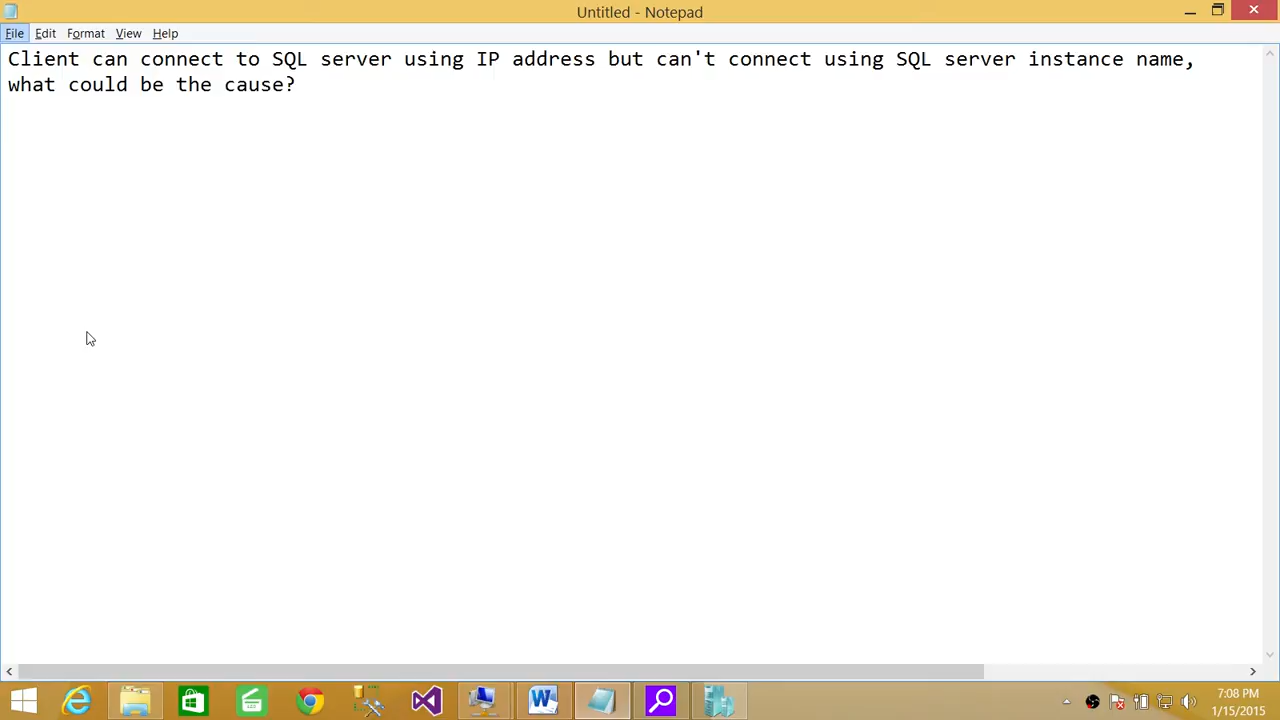 Untitled - Notepad
File Edit Format View Help
Client can connect to SQL server using IP address but can't connect using SQL server instance name,
what could be the cause?
7:08 PM
1/15/2015